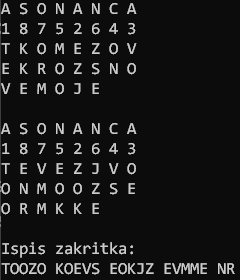 A S O N A N C A
1 8 7 5 2 6 4 3
T K O M E Z O V
E K R O Z S N O
V E M O J E

A S O N A N C A
1 8 7 5 2 6 4 3
T E V E Z J V O
O N M O O Z S E
O R M K K E

Ispis zakritka:
TOOZO KOEVS EOKJZ EVMME NR